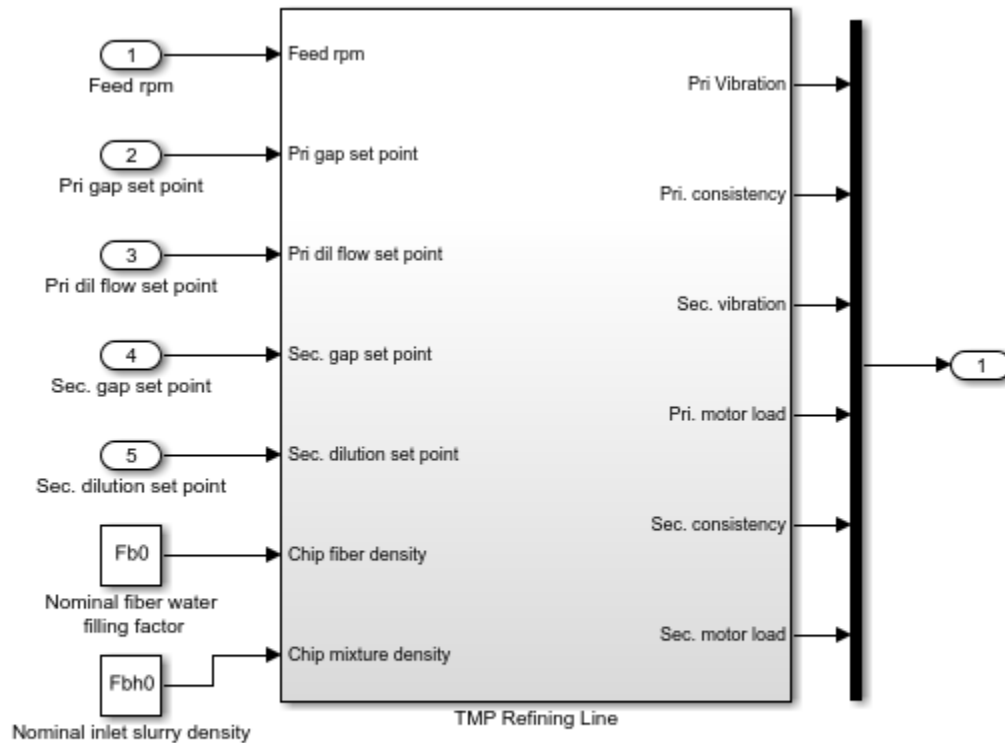 1
Feed rpm
2
Pri gap set point
3
Pri dil flow set point
4
Sec. gap set point
5
Sec. dilution set point
Fb0
Nominal fiber water
filling factor
Fbh0
Nominal inlet slurry density
Feed rpm
Pri gap set point
Pri dil flow set point
Sec. gap set point
Sec. dilution set point
Chip fiber density
Chip mixture density
Pri Vibration
Pri. consistency
Sec. vibration
Pri. motor load
Sec. consistency
Sec. motor load
TMP Refining Line
1